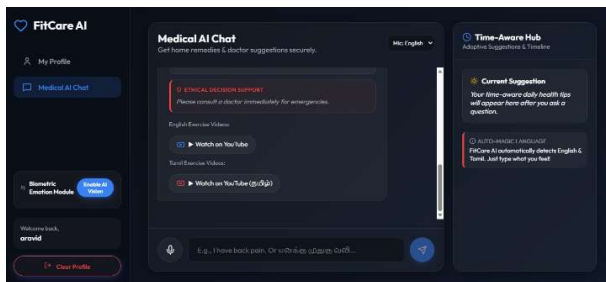 FitCare AI
My Profile
Medical AI Chat
Biometric
Emotion Module
Enable AI
Vision
Welcome back,
aravid
Clear Profile
Medical AI Chat
Get home remedies & doctor suggestions securely.
Mic: English
ETHICAL DECISION SUPPORT
Please consult a doctor immediately for emergencies.
English Exercise Videos:
▶ Watch on YouTube
Tamil Exercise Videos:
▶ Watch on YouTube (தமிழ்)
E.g., I have back pain. Or எனக்கு முதுகு வலி...
Time-Aware Hub
Adaptive Suggestions & Timeline
Current Suggestion
Your time-aware daily health tips
will appear here after you ask a
question.
AUTO-MAGIC LANGUAGE
FitCare AI automatically detects English &
Tamil. Just type what you feel!